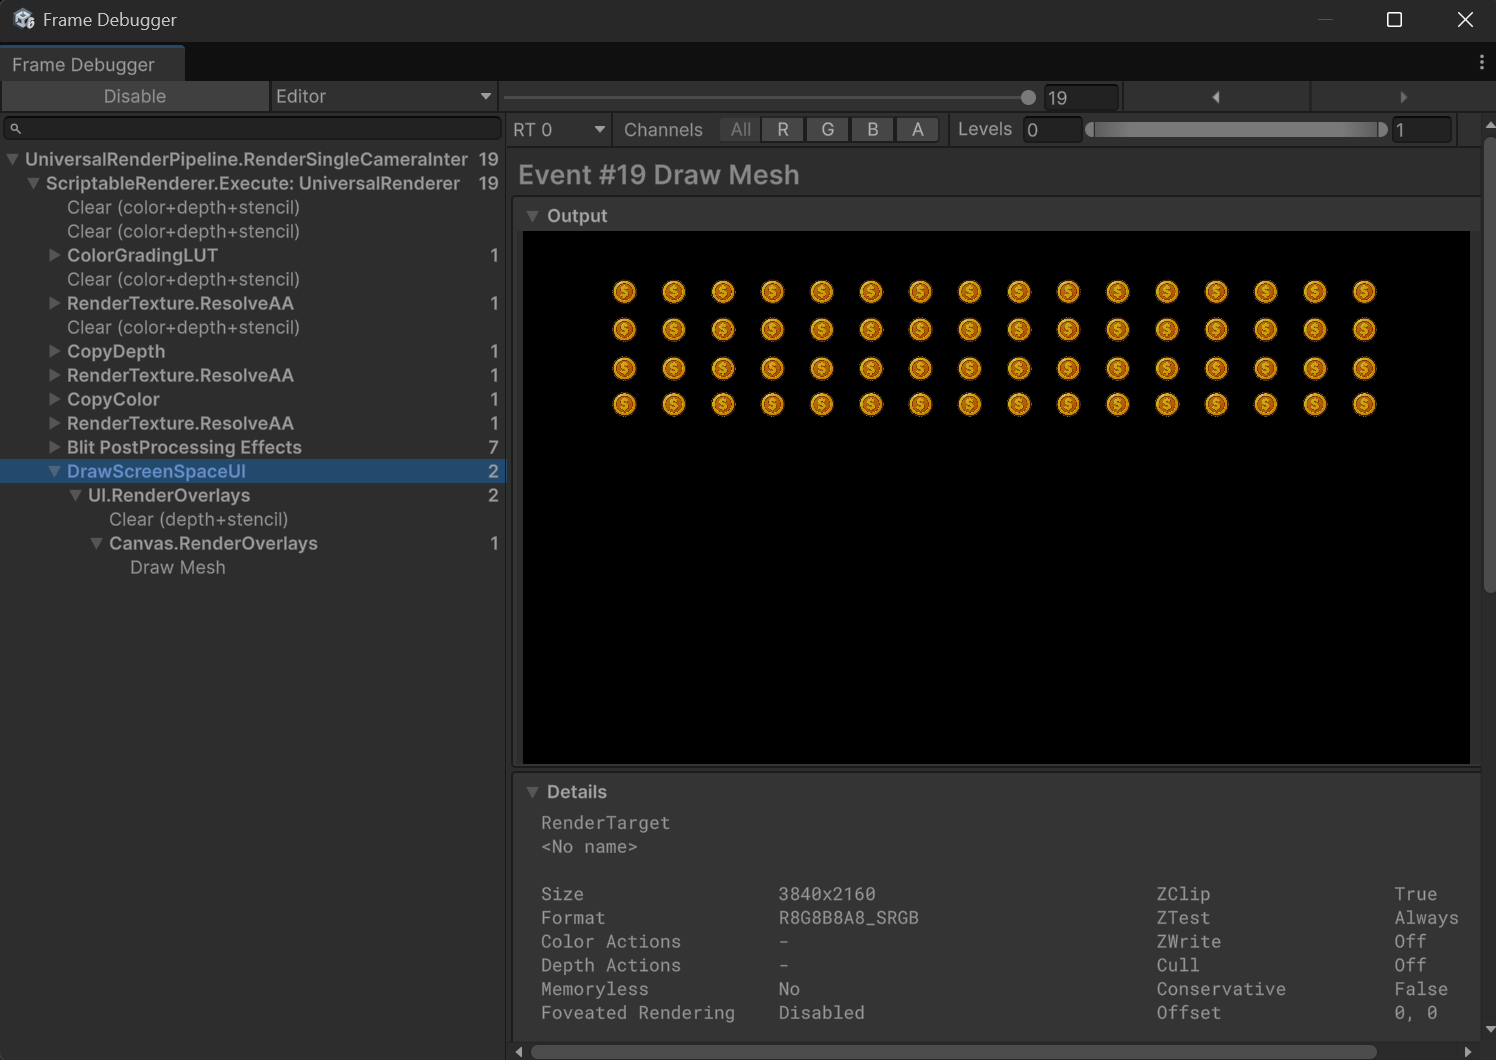 Frame Debugger
Frame Debugger
Disable
Editor
19
RT 0
Channels
All
R
G
B
A
Levels
0
1
UniversalRenderPipeline.RenderSingleCameraInter 19
ScriptableRenderer.Execute: UniversalRenderer 19
Clear (color+depth+stencil)
Clear (color+depth+stencil)
ColorGradingLUT 1
Clear (color+depth+stencil)
RenderTexture.ResolveAA 1
Clear (color+depth+stencil)
CopyDepth 1
RenderTexture.ResolveAA 1
CopyColor 1
RenderTexture.ResolveAA 1
Blit PostProcessing Effects 7
DrawScreenSpaceUI 2
UI.RenderOverlays 2
Clear (depth+stencil)
Canvas.RenderOverlays 1
Draw Mesh
Event #19 Draw Mesh
Output
Details
RenderTarget
<No name>
Size 3840x2160 ZClip True
Format R8G8B8A8_SRGB ZTest Always
Color Actions - ZWrite Off
Depth Actions - Cull Off
Memoryless No Conservative False
Foveated Rendering Disabled Offset 0, 0